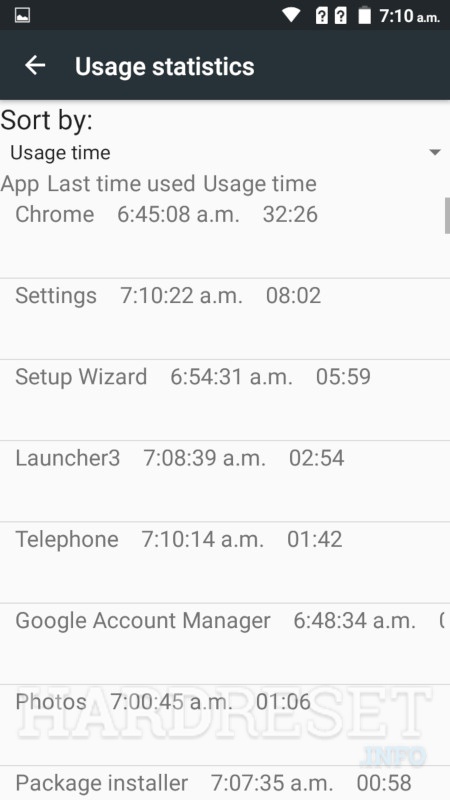 7:10 a.m.
Usage statistics
Sort by:
Usage time
App Last time used Usage time
Chrome 6:45:08 a.m. 32:26
Settings 7:10:22 a.m. 08:02
Setup Wizard 6:54:31 a.m. 05:59
Launcher3 7:08:39 a.m. 02:54
Telephone 7:10:14 a.m. 01:42
Google Account Manager 6:48:34 a.m.
Photos 7:00:45 a.m. 01:06
HARDRESET
.INFO
Package installer 7:07:35 a.m. 00:58